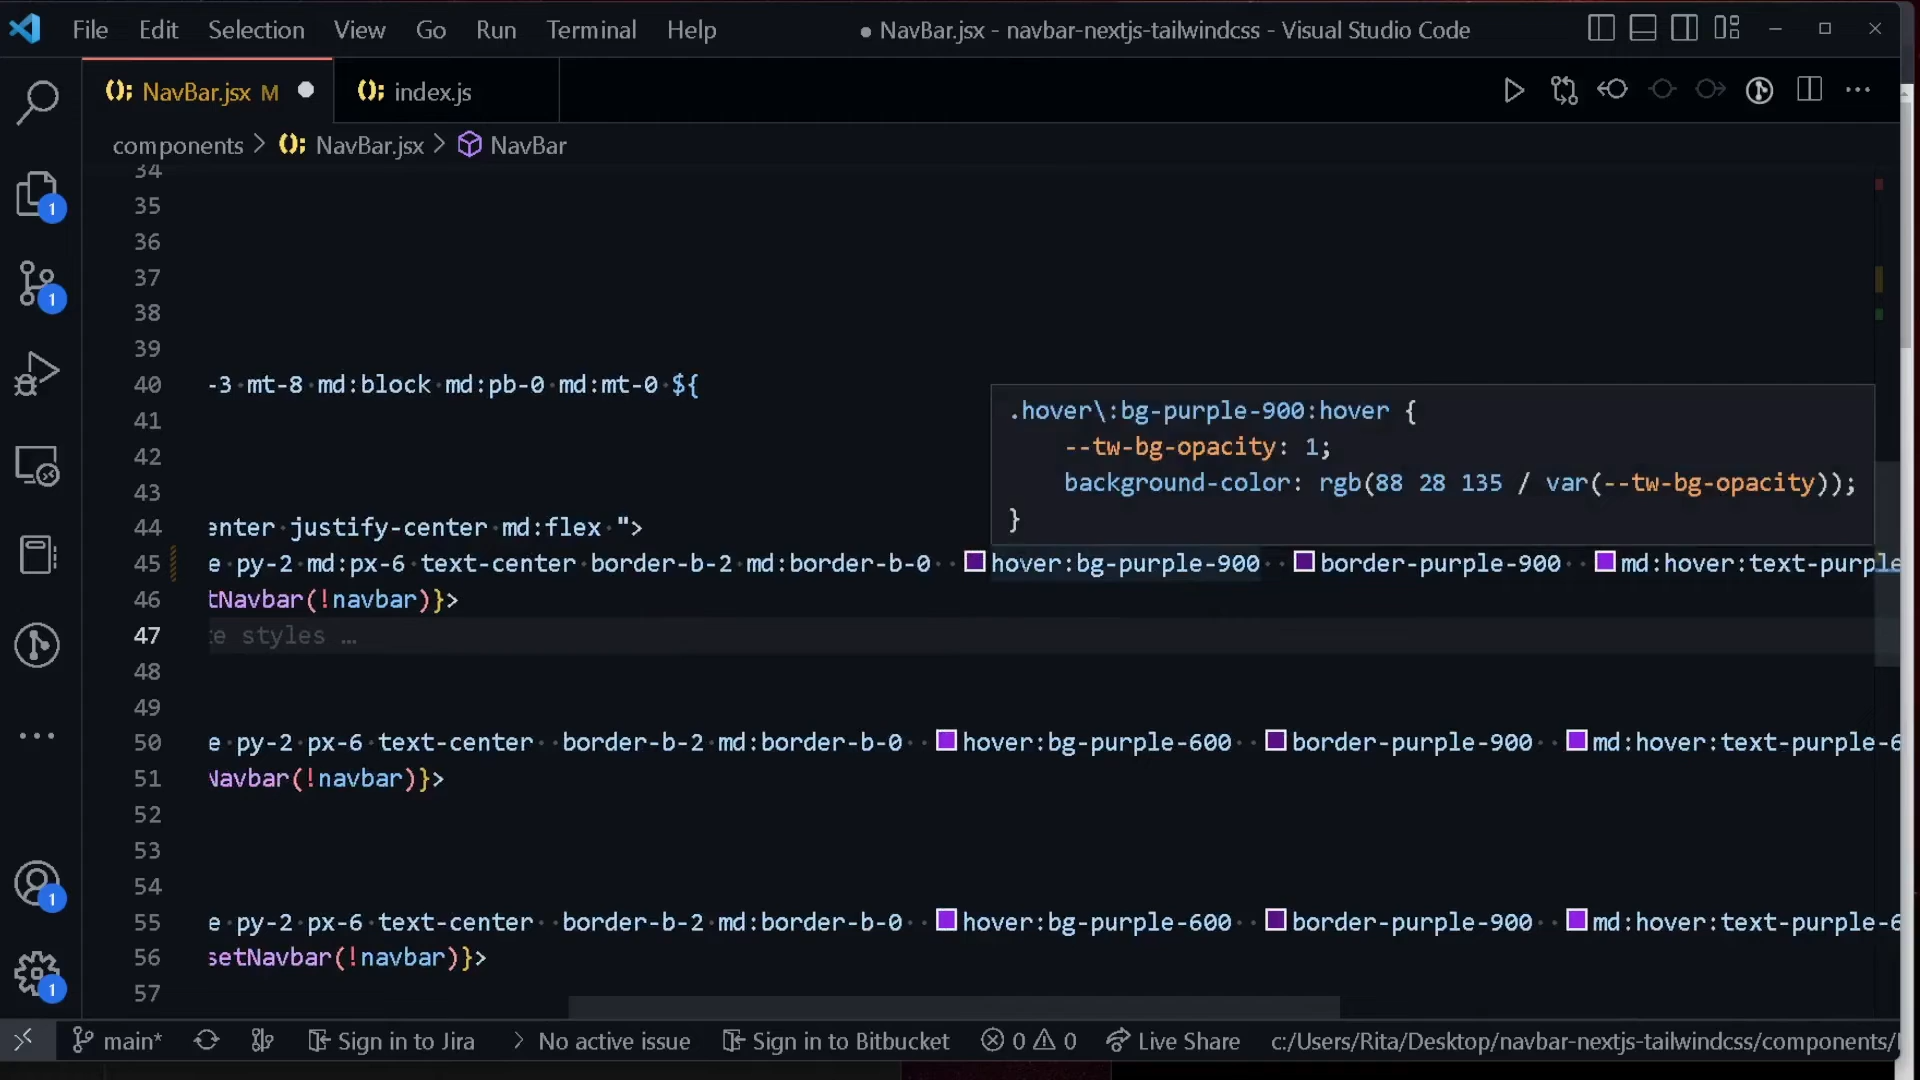 File Edit Selection View Go Run Terminal Help ● NavBar.jsx - navbar-nextjs-tailwindcss - Visual Studio Code
NavBar.jsx M index.js
components > NavBar.jsx > NavBar
34
35
36
37
38
39
40 -3 mt-8 md:block md:pb-0 md:mt-0 ${
41
42
43
44 enter justify-center md:flex ">
45 e py-2 md:px-6 text-center border-b-2 md:border-b-0 hover:bg-purple-900 border-purple-900 md:hover:text-purple
46 tNavbar(!navbar)}>
47 te styles …
48
49
50 e py-2 px-6 text-center border-b-2 md:border-b-0 hover:bg-purple-600 border-purple-900 md:hover:text-purple-6
51 Navbar(!navbar)}>
52
53
54
55 e py-2 px-6 text-center border-b-2 md:border-b-0 hover:bg-purple-600 border-purple-900 md:hover:text-purple-6
56 setNavbar(!navbar)}>
57
.hover\:bg-purple-900:hover {
--tw-bg-opacity: 1;
background-color: rgb(88 28 135 / var(--tw-bg-opacity));
}
1
1
1
1
main* Sign in to Jira > No active issue Sign in to Bitbucket 0 0 Live Share c:/Users/Rita/Desktop/navbar-nextjs-tailwindcss/components/